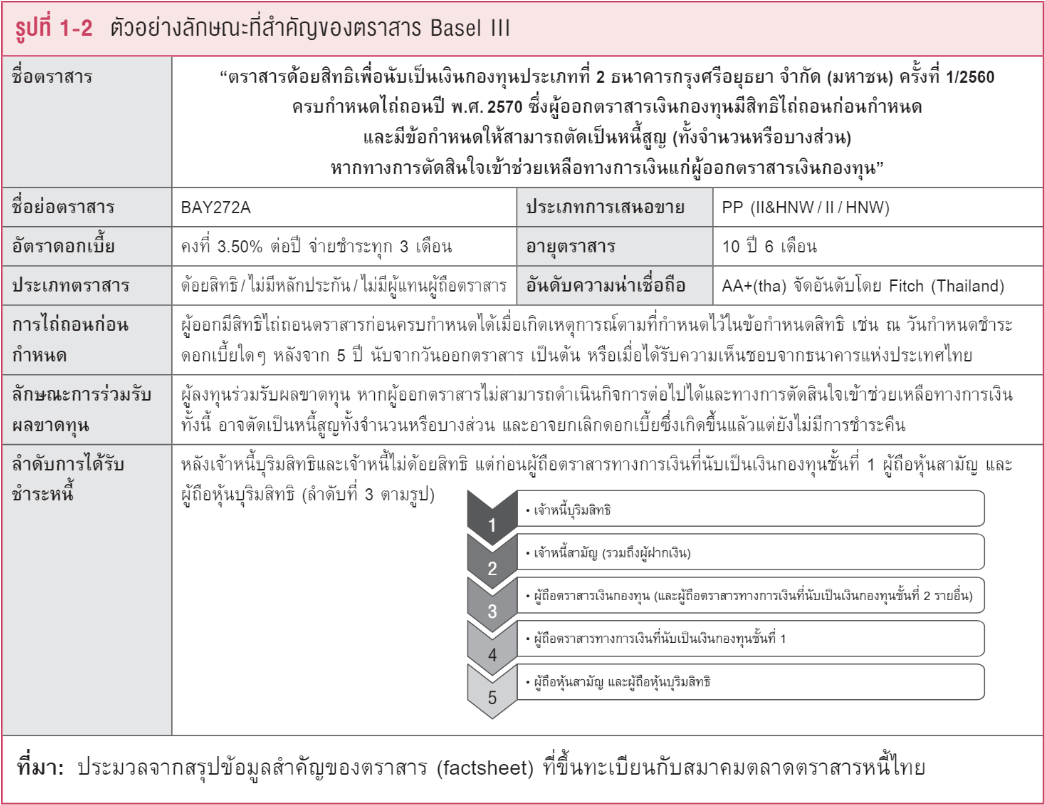 รูปที่ 1-2 ตัวอย่างลักษณะที่สำคัญของตราสาร Basel III
ชื่อตราสาร
“ตราสารด้อยสิทธิเพื่อนับเป็นเงินกองทุนประเภทที่ 2 ธนาคารกรุงศรีอยุธยา จำกัด (มหาชน) ครั้งที่ 1/2560
ครบกำหนดไถ่ถอนปี พ.ศ. 2570 ซึ่งผู้ออกตราสารเงินกองทุนมีสิทธิไถ่ถอนก่อนกำหนด
และมีข้อกำหนดให้สามารถตัดเป็นหนี้สูญ (ทั้งจำนวนหรือบางส่วน)
หากทางการตัดสินใจเข้าช่วยเหลือทางการเงินแก่ผู้ออกตราสารเงินกองทุน”
ชื่อย่อตราสาร BAY272A ประเภทการเสนอขาย PP (II&HNW / II / HNW)
อัตราดอกเบี้ย คงที่ 3.50% ต่อปี จ่ายชำระทุก 3 เดือน อายุตราสาร 10 ปี 6 เดือน
ประเภทตราสาร ด้อยสิทธิ / ไม่มีหลักประกัน / ไม่มีผู้แทนผู้ถือตราสาร อันดับความน่าเชื่อถือ AA+(tha) จัดอันดับโดย Fitch (Thailand)
การไถ่ถอนก่อน
กำหนด
ผู้ออกมีสิทธิไถ่ถอนตราสารก่อนครบกำหนดได้เมื่อเกิดเหตุการณ์ตามที่กำหนดไว้ในข้อกำหนดสิทธิ เช่น ณ วันกำหนดชำระ
ดอกเบี้ยใดๆ หลังจาก 5 ปี นับจากวันออกตราสาร เป็นต้น หรือเมื่อได้รับความเห็นชอบจากธนาคารแห่งประเทศไทย
ลักษณะการร่วมรับ
ผลขาดทุน
ผู้ลงทุนร่วมรับผลขาดทุน หากผู้ออกตราสารไม่สามารถดำเนินกิจการต่อไปได้และทางการตัดสินใจเข้าช่วยเหลือทางการเงิน
ทั้งนี้ อาจตัดเป็นหนี้สูญทั้งจำนวนหรือบางส่วน และอาจยกเลิกดอกเบี้ยซึ่งเกิดขึ้นแล้วแต่ยังไม่มีการชำระคืน
ลำดับการได้รับ
ชำระหนี้
หลังเจ้าหนี้บุริมสิทธิและเจ้าหนี้ไม่ด้อยสิทธิ แต่ก่อนผู้ถือตราสารทางการเงินที่นับเป็นเงินกองทุนชั้นที่ 1 ผู้ถือหุ้นสามัญ และ
ผู้ถือหุ้นบุริมสิทธิ (ลำดับที่ 3 ตามรูป)
1 • เจ้าหนี้บุริมสิทธิ
2 • เจ้าหนี้สามัญ (รวมถึงผู้ฝากเงิน)
3 • ผู้ถือตราสารเงินกองทุน (และผู้ถือตราสารทางการเงินที่นับเป็นเงินกองทุนชั้นที่ 2 รายอื่น)
4 • ผู้ถือตราสารทางการเงินที่นับเป็นเงินกองทุนชั้นที่ 1
5 • ผู้ถือหุ้นสามัญ และผู้ถือหุ้นบุริมสิทธิ
ที่มา: ประมวลจากสรุปข้อมูลสำคัญของตราสาร (factsheet) ที่ขึ้นทะเบียนกับสมาคมตลาดตราสารหนี้ไทย